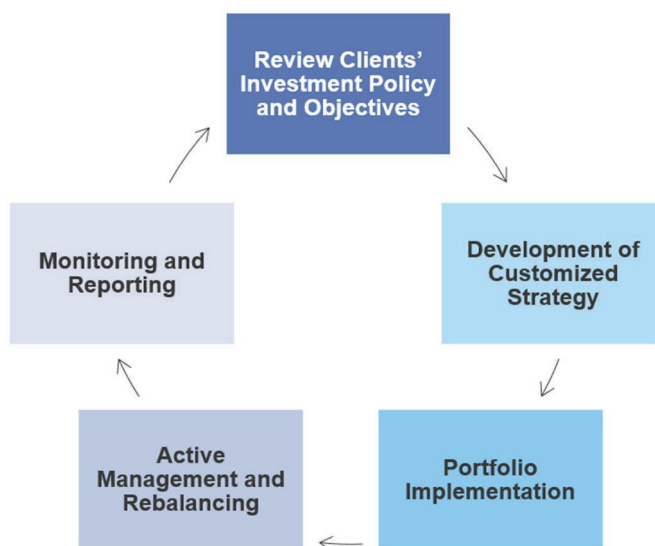 Review Clients’
Investment Policy
and Objectives
Monitoring and
Reporting
Development of
Customized
Strategy
Active
Management and
Rebalancing
Portfolio
Implementation